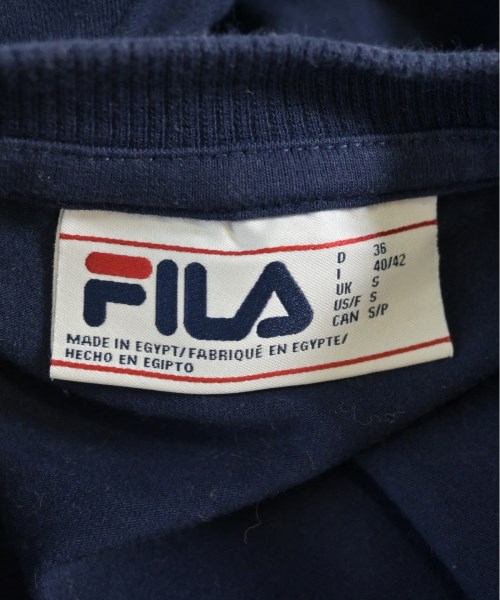 FILA
D 36
I 40/42
UK S
US/F S
CAN S/P
MADE IN EGYPT/FABRIQUÉ EN EGYPTE/
HECHO EN EGIPTO